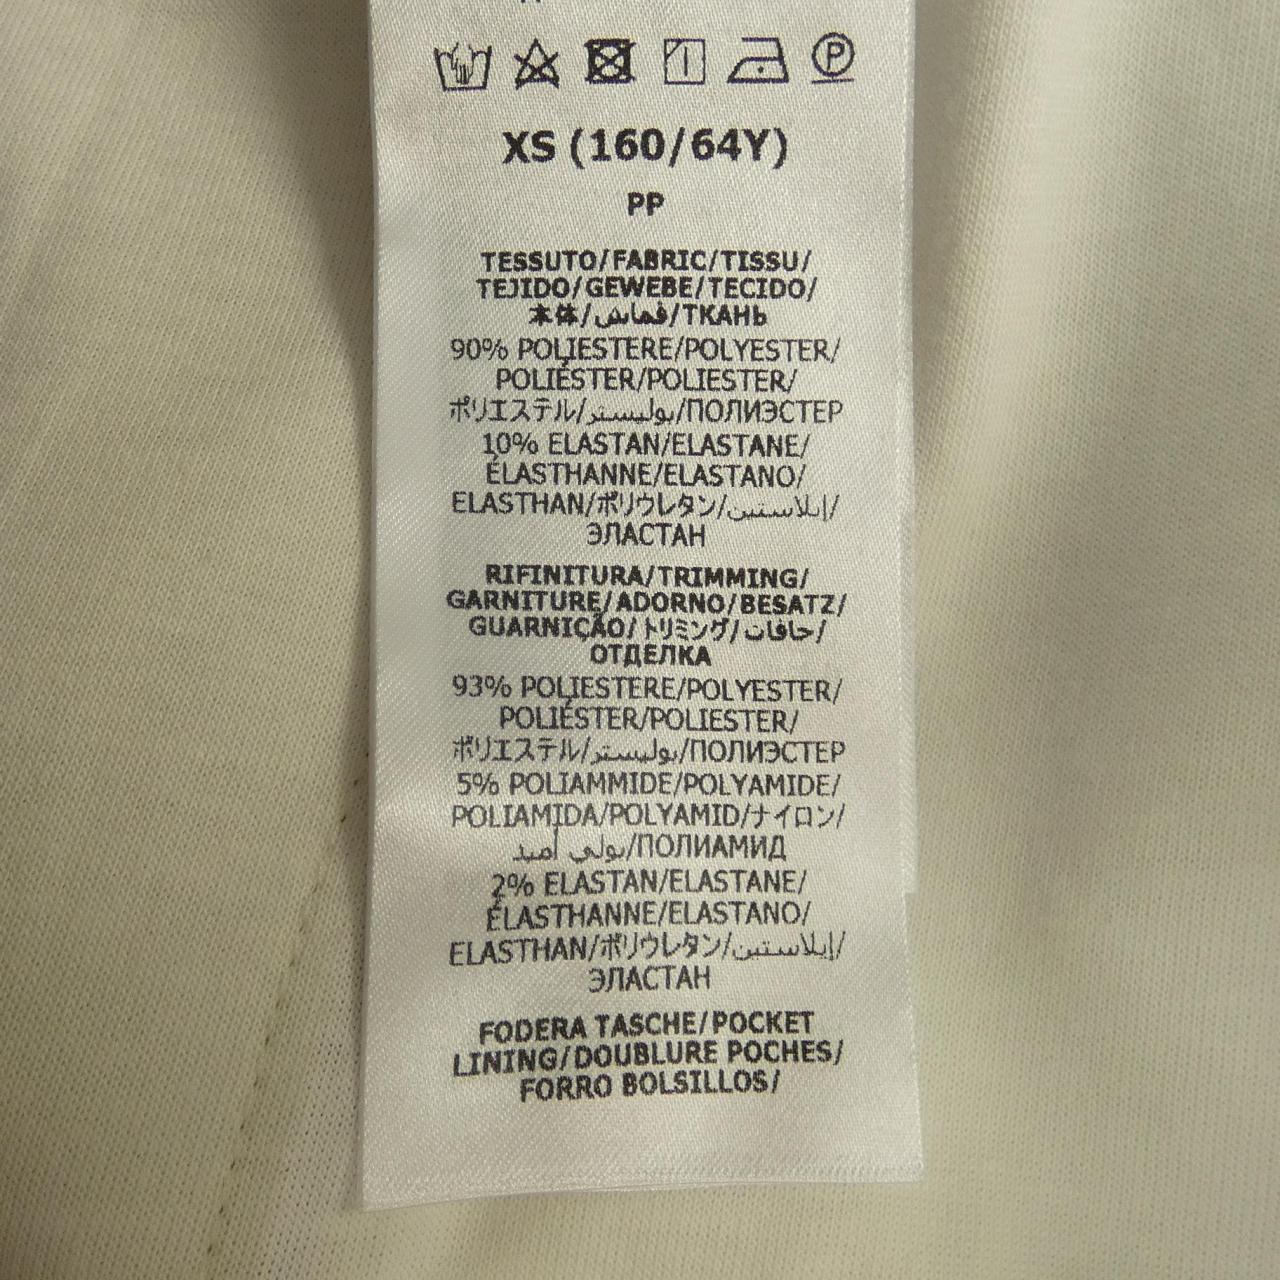 P
XS (160/64Y)
PP
TESSUTO/FABRIC/TISSU/
TEJIDO/GEWEBE/TECIDO/
本体/قماش/ТКАНЬ
90% POLIESTERE/POLYESTER/
POLIÉSTER/POLIESTER/
ポリエステル/بوليستر/ПОЛИЭСТЕР
10% ELASTAN/ELASTANE/
ÉLASTHANNE/ELASTANO/
ELASTHAN/ポリウレタン/إيلاستين/
ЭЛАСТАН
RIFINITURA/TRIMMING/
GARNITURE/ADORNO/BESATZ/
GUARNIÇÃO/トリミング/حافات/
ОТДЕЛКА
93% POLIESTERE/POLYESTER/
POLIÉSTER/POLIESTER/
ポリエステル/بوليستر/ПОЛИЭСТЕР
5% POLIAMMIDE/POLYAMIDE/
POLIAMIDA/POLYAMID/ナイロン/
بولي أميد/ПОЛИАМИД
2% ELASTAN/ELASTANE/
ÉLASTHANNE/ELASTANO/
ELASTHAN/ポリウレタン/إيلاستين/
ЭЛАСТАН
FODERA TASCHE/POCKET
LINING/DOUBLURE POCHES/
FORRO BOLSILLOS/